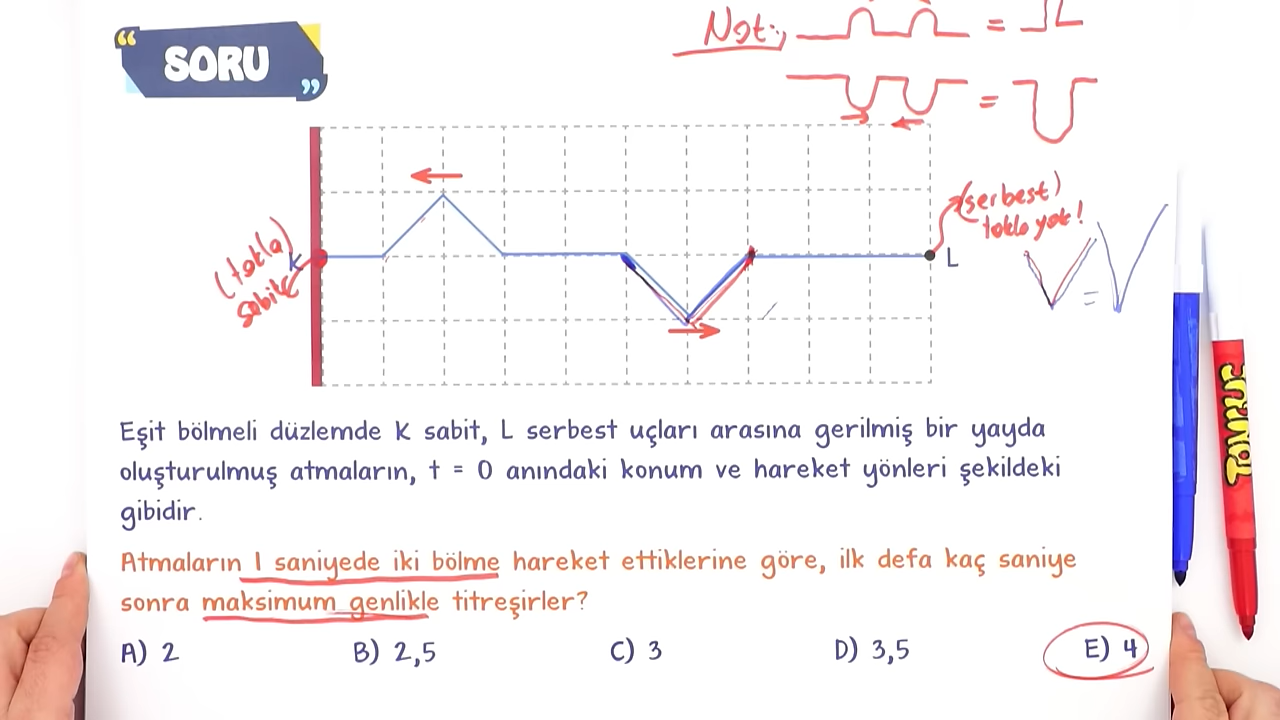 SORU
Not:
=
=
(tokla)
sabit
K
(serbest)
tokla yok!
L
=
Eşit bölmeli düzlemde K sabit, L serbest uçları arasına gerilmiş bir yayda
oluşturulmuş atmaların, t = 0 anındaki konum ve hareket yönleri şekildeki
gibidir.
Atmaların 1 saniyede iki bölme hareket ettiklerine göre, ilk defa kaç saniye
sonra maksimum genlikle titreşirler?
A) 2 B) 2,5 C) 3 D) 3,5 E) 4